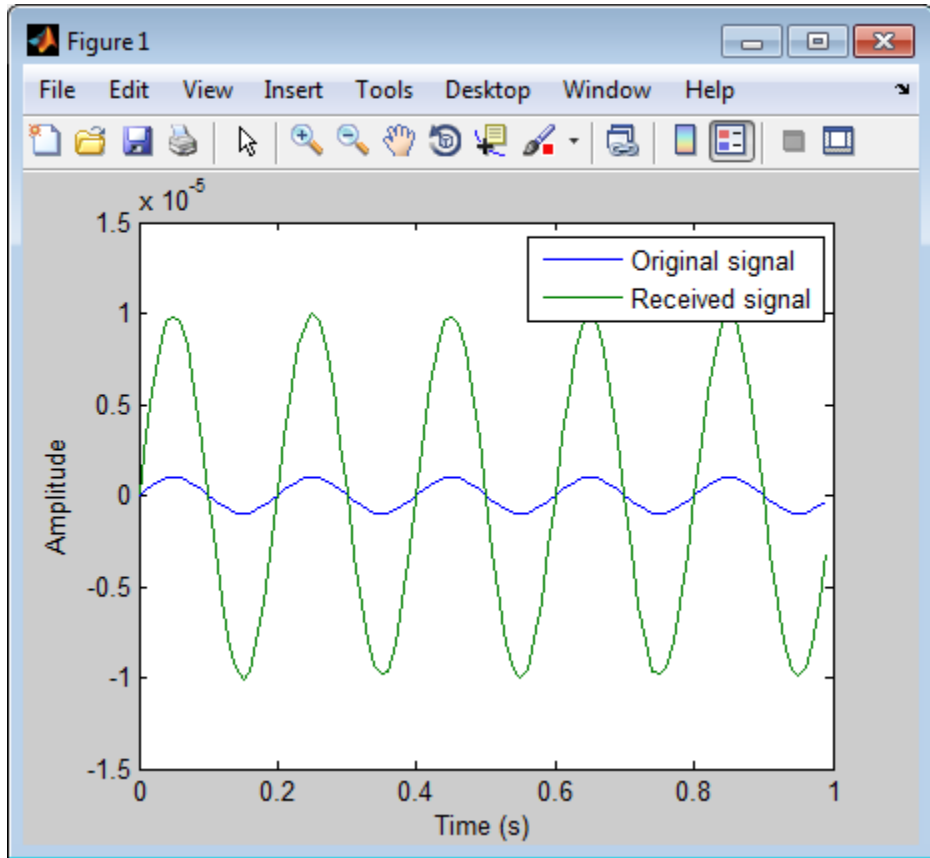 Figure 1
File Edit View Insert Tools Desktop Window Help
x 10^-5
1.5
1
0.5
0
-0.5
-1
-1.5
Amplitude
Original signal
Received signal
0 0.2 0.4 0.6 0.8 1
Time (s)